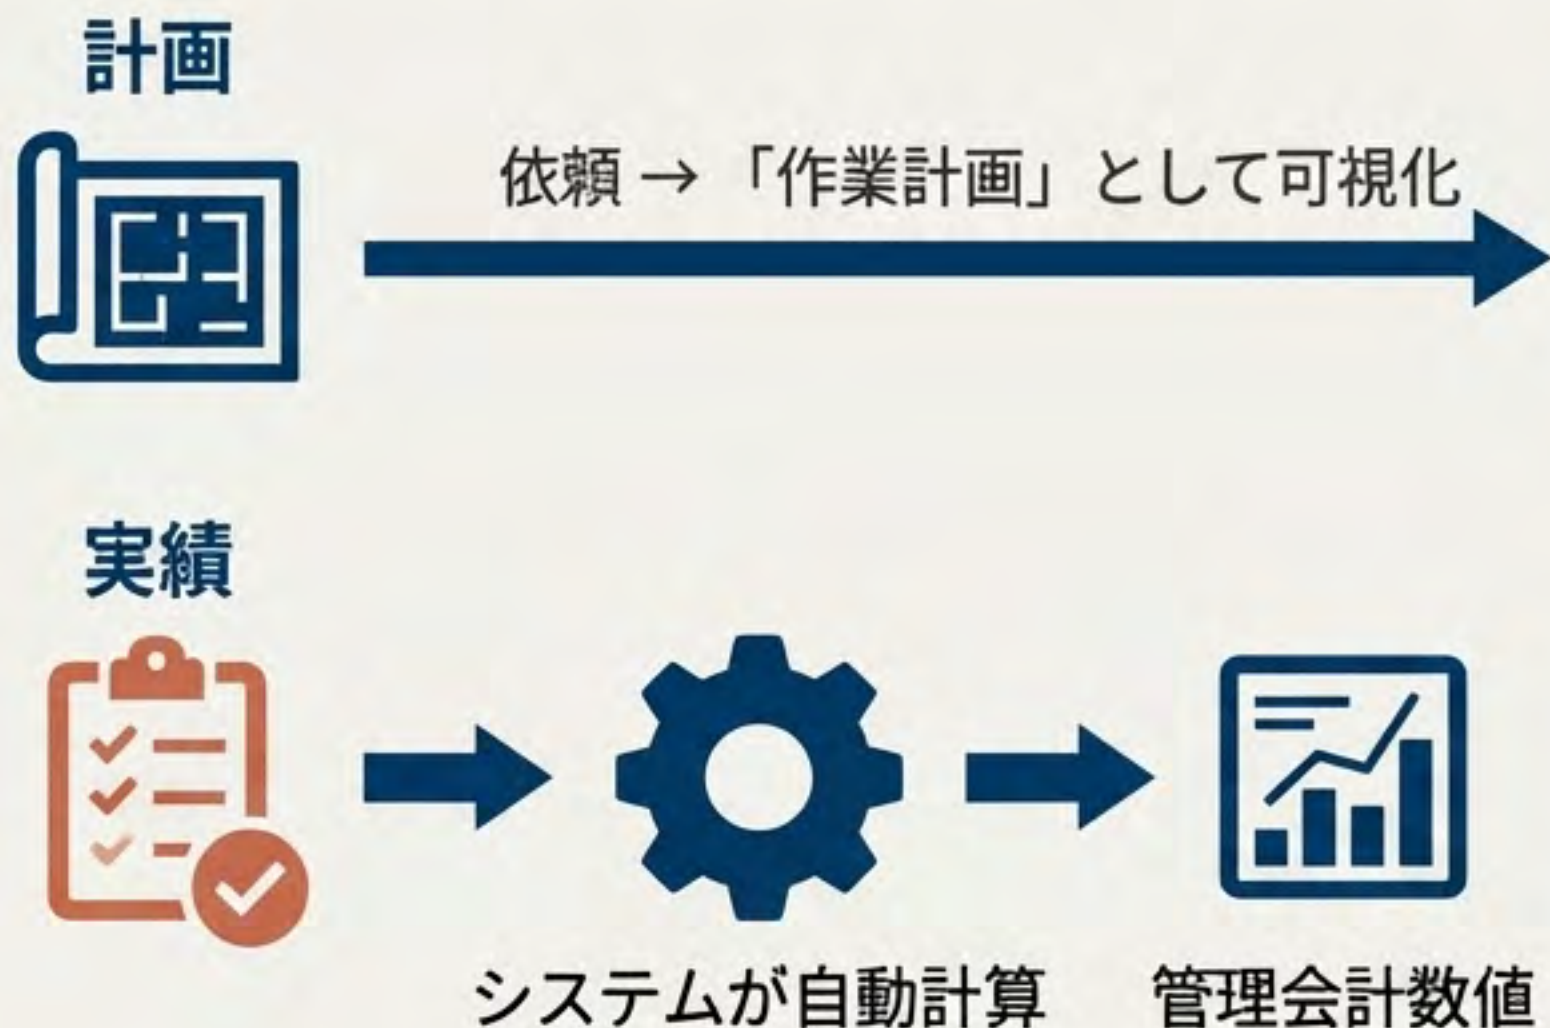 計画
依頼 → 「作業計画」として可視化
実績
システムが自動計算
管理会計数値